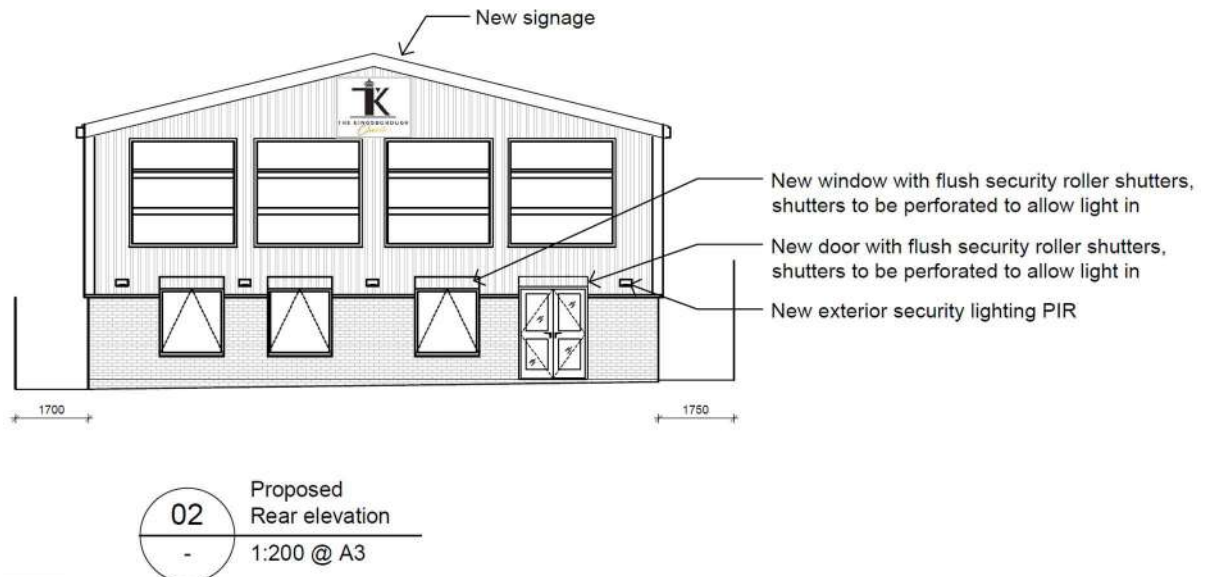 New signage
TK
THE KINGSBOROUGH
New window with flush security roller shutters,
shutters to be perforated to allow light in
New door with flush security roller shutters,
shutters to be perforated to allow light in
New exterior security lighting PIR
1700
1750
02
Proposed
Rear elevation
-
1:200 @ A3